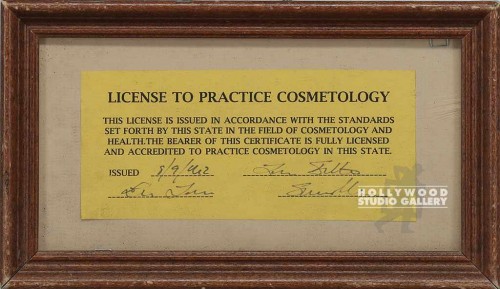 LICENSE TO PRACTICE COSMETOLOGY
THIS LICENSE IS ISSUED IN ACCORDANCE WITH THE STANDARDS
SET FORTH BY THIS STATE IN THE FIELD OF COSMETOLOGY AND
HEALTH.THE BEARER OF THIS CERTIFICATE IS FULLY LICENSED
AND ACCREDITED TO PRACTICE COSMETOLOGY IN THIS STATE.
ISSUED
HOLLYWOOD
STUDIO GALLERY